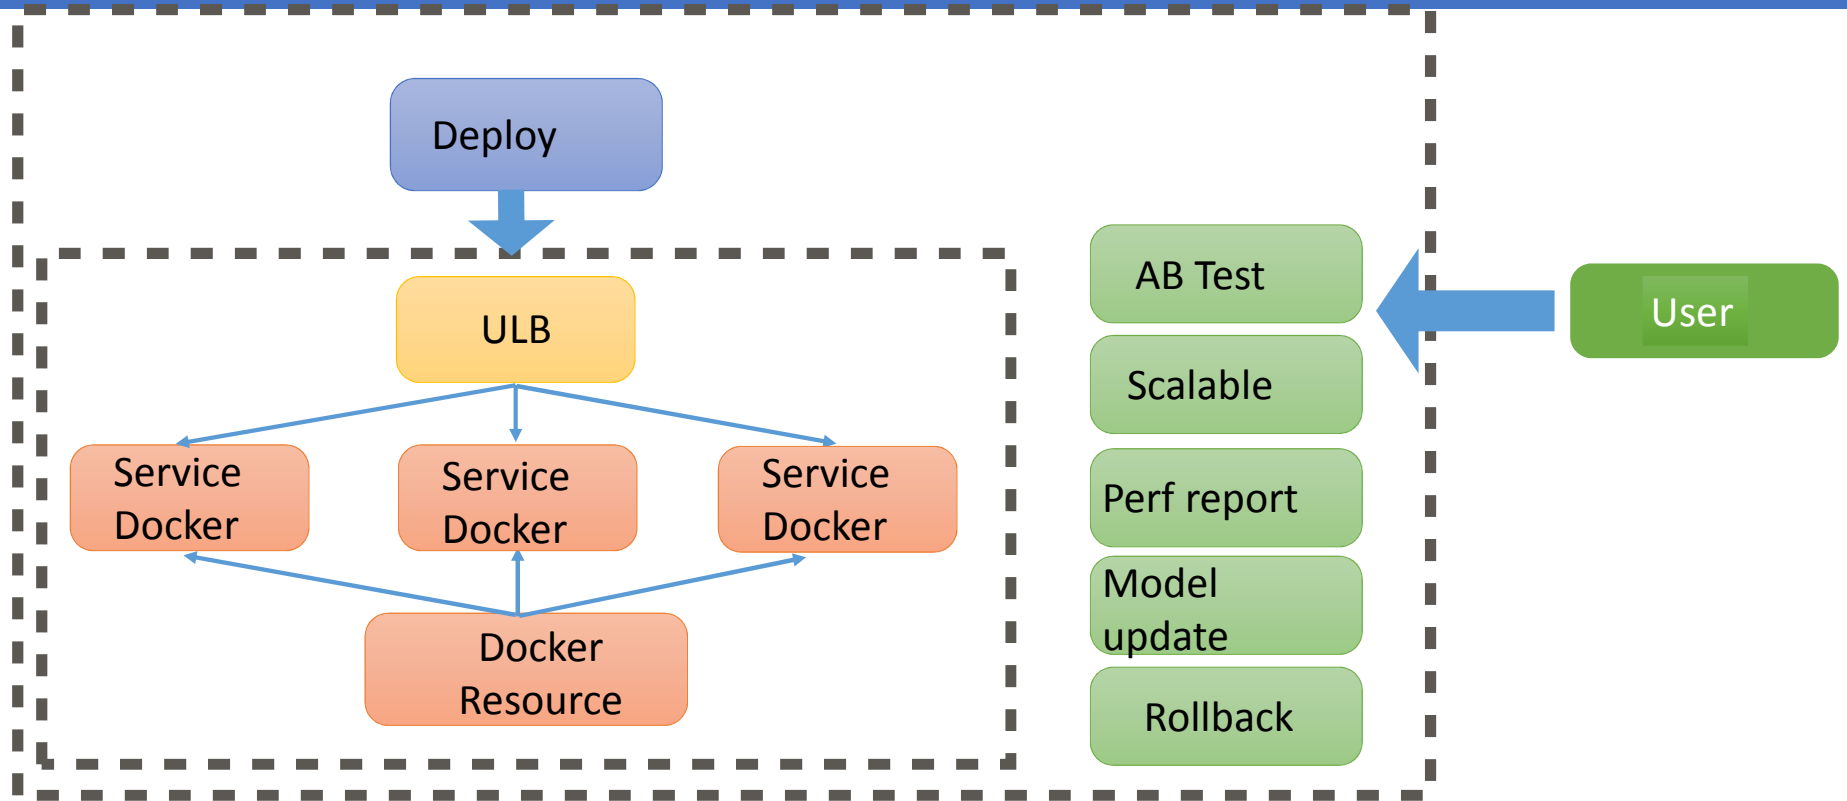 Deploy
ULB
Service
Docker
Service
Docker
Service
Docker
Docker
Resource
AB Test
Scalable
Perf report
Model
update
Rollback
User